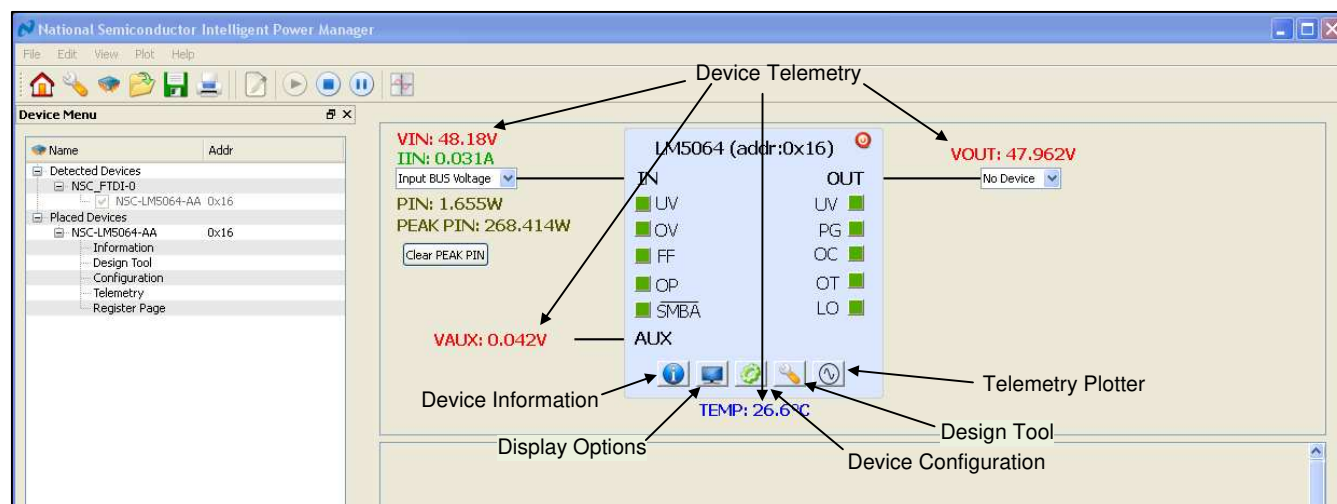 National Semiconductor Intelligent Power Manager
File Edit View Plot Help
Device Menu
Name Addr
Detected Devices
NSC_FTDI-0
NSC-LM5064-AA 0x16
Placed Devices
NSC-LM5064-AA 0x16
Information
Design Tool
Configuration
Telemetry
Register Page
Device Telemetry
VIN: 48.18V
IIN: 0.031A
Input BUS Voltage
PIN: 1.655W
PEAK PIN: 268.414W
Clear PEAK PIN
VAUX: 0.042V
LM5064 (addr:0x16)
IN OUT
UV UV
OV PG
FF OC
OP OT
SMBA LO
AUX
VOUT: 47.962V
No Device
TEMP: 26.6°C
Device Information
Display Options
Telemetry Plotter
Design Tool
Device Configuration